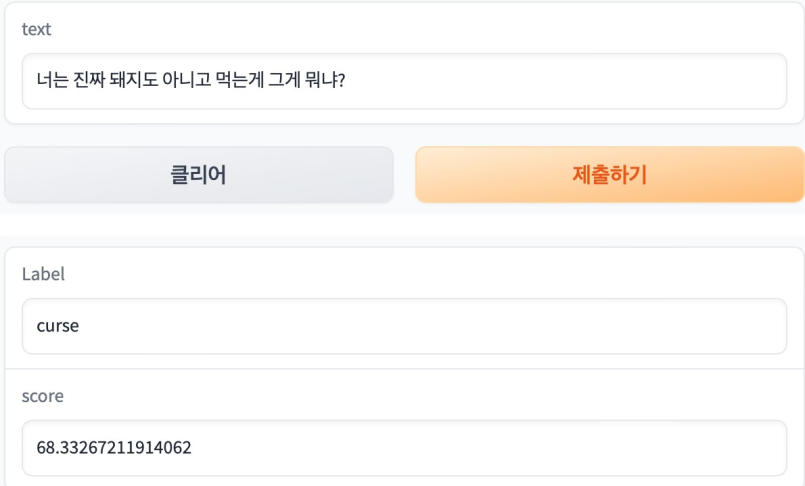 text
너는 진짜 돼지도 아니고 먹는게 그게 뭐냐?
클리어
제출하기
Label
curse
score
68.33267211914062